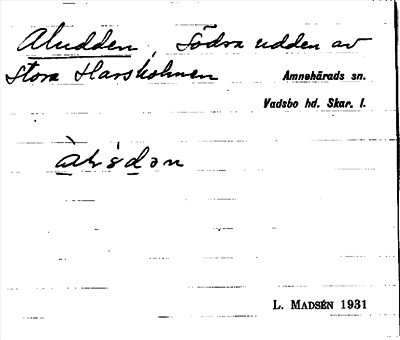 Aludden, Södra udden av
Stora Harsholmen
Amnehärads sn.
Vadsbo hd. Skar. l.
L. MADSÉN 1931